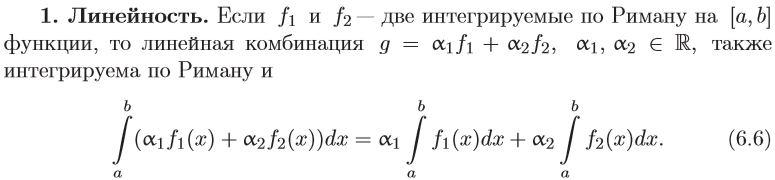 1. Линейность. Если f₁ и f₂ — две интегрируемые по Риману на [a, b]
функции, то линейная комбинация g = α₁f₁ + α₂f₂, α₁, α₂ ∈ ℝ, также
интегрируема по Риману и
∫ₐᵇ (α₁f₁(x) + α₂f₂(x))dx = α₁ ∫ₐᵇ f₁(x)dx + α₂ ∫ₐᵇ f₂(x)dx. (6.6)